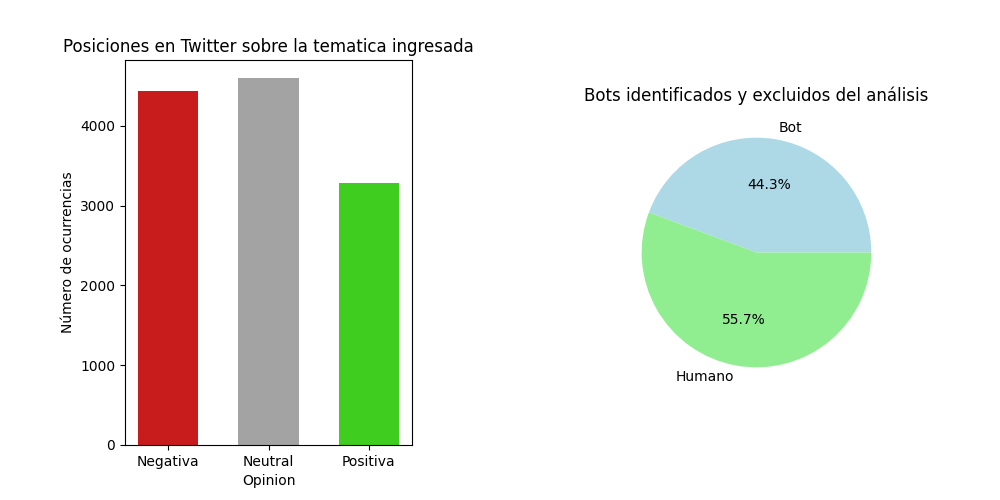 Posiciones en Twitter sobre la tematica ingresada
Número de ocurrencias
4000
3000
2000
1000
0
Negativa
Neutral
Positiva
Opinion
Bots identificados y excluidos del análisis
Bot
44.3%
55.7%
Humano